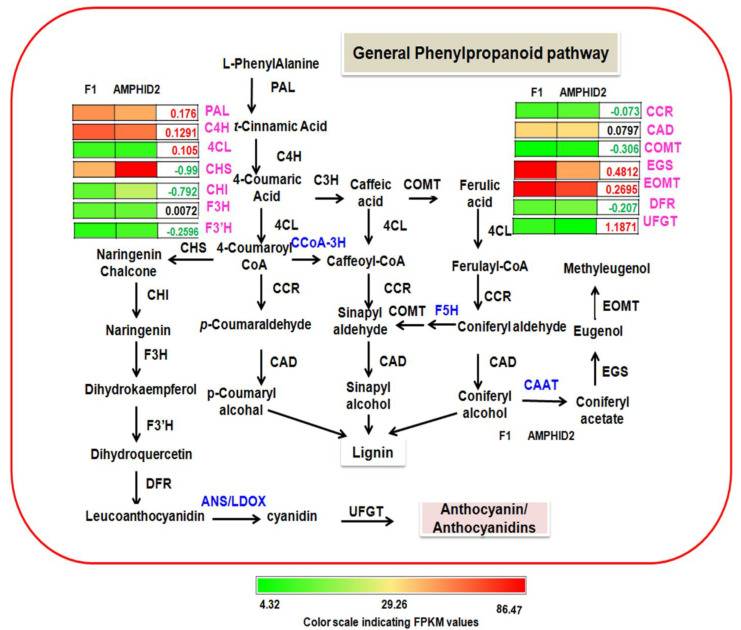 General Phenylpropanoid pathway
L-PhenylAlanine
PAL
F1 AMPHID2
0.176 PAL
0.1291 C4H
0.105 4CL
-0.99 CHS
-0.792 CHI
0.0072 F3H
-0.2596 F3'H
F1 AMPHID2
-0.073 CCR
0.0797 CAD
-0.306 COMT
0.4812 EGS
0.2695 EOMT
-0.207 DFR
1.1871 UFGT
t-Cinnamic Acid
C4H
4-Coumaric
Acid
C3H
Caffeic
acid
COMT
Ferulic
acid
4CL
4CL
4CL
Naringenin
Chalcone
CHS
4-Coumaroyl
CoA
CCoA-3H
Caffeoyl-CoA
Ferulayl-CoA
Methyleugenol
CHI
CCR
CCR
CCR
EOMT
Naringenin
p-Coumaraldehyde
Sinapyl
aldehyde
COMT
F5H
Coniferyl aldehyde
Eugenol
F3H
CAD
CAD
CAD
EGS
Dihydrokaempferol
p-Coumaryl
alcohal
Sinapyl
alcohol
Coniferyl
alcohol
CAAT
Coniferyl
acetate
F3'H
F1 AMPHID2
Lignin
Dihydroquercetin
DFR
Leucoanthocyanidin
ANS/LDOX
cyanidin
UFGT
Anthocyanin/
Anthocyanidins
4.32 29.26 86.47
Color scale indicating FPKM values